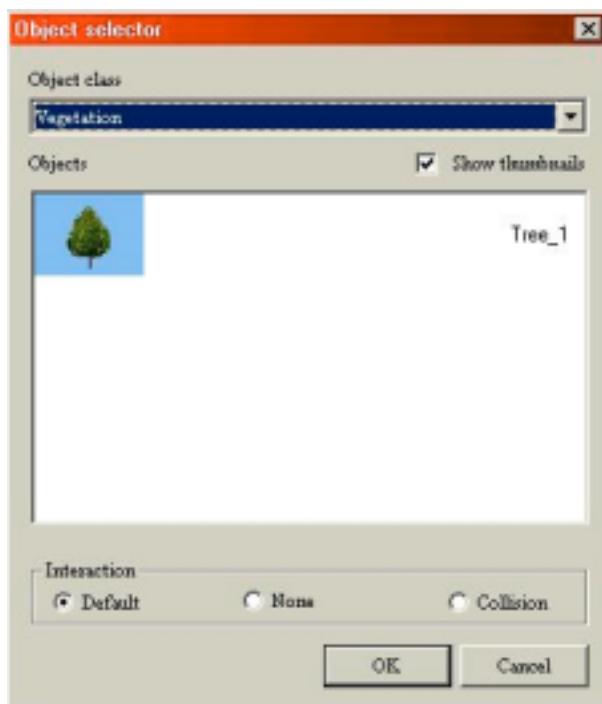 Object selector
Object class
Vegetation
Objects
Show thumbnails
Tree_1
Interaction
Default
None
Collision
OK
Cancel